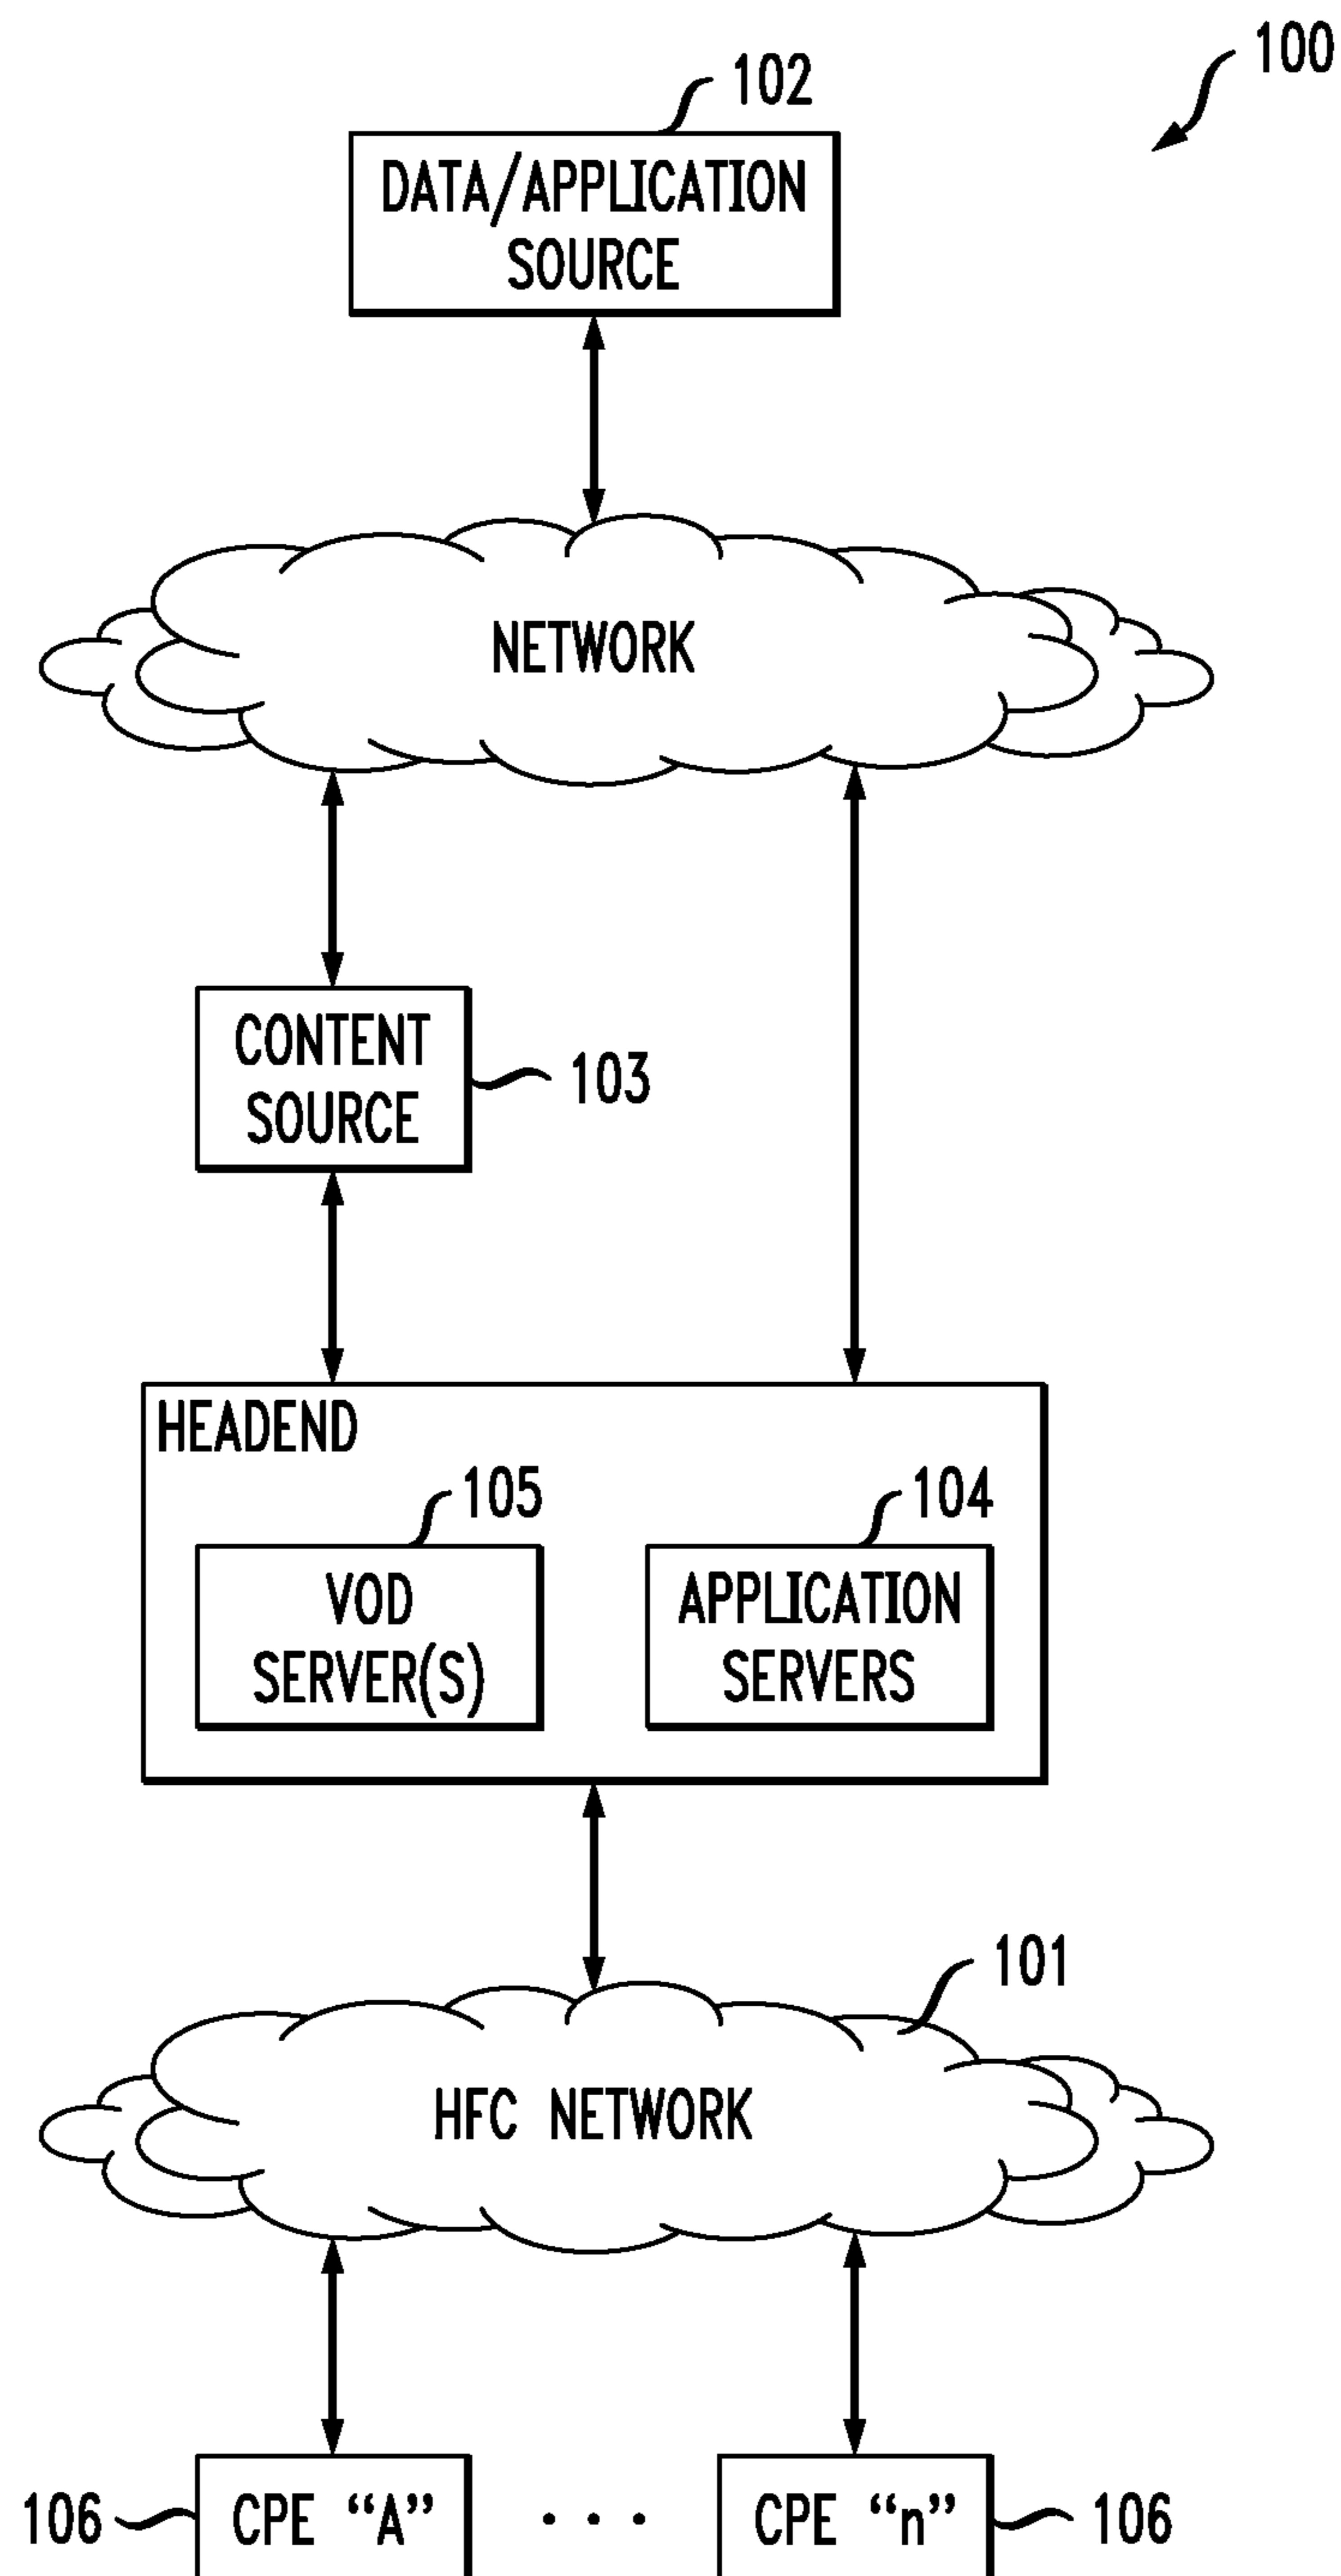 100
102
DATA/APPLICATION
SOURCE
NETWORK
CONTENT
SOURCE
103
HEADEND
105
104
VOD
SERVER(S)
APPLICATION
SERVERS
101
HFC NETWORK
106
CPE “A”
. . .
CPE “n”
106